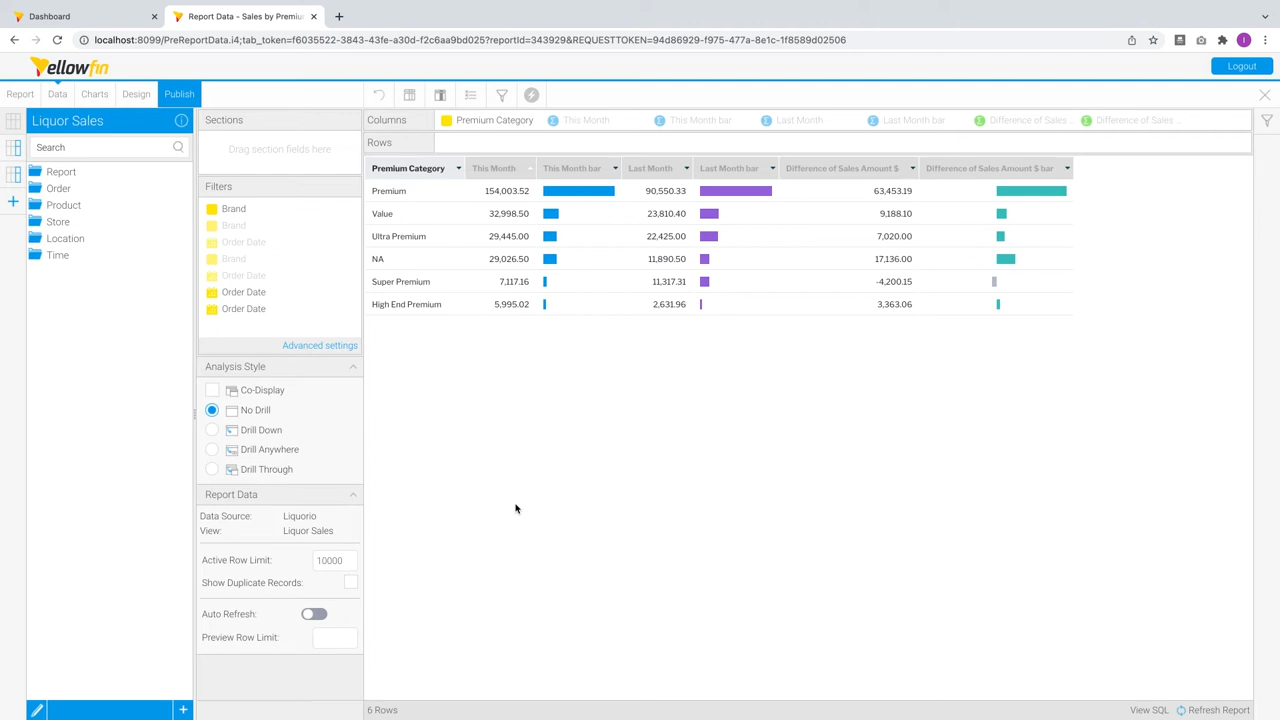 Dashboard
Report Data - Sales by Premiu
localhost:8099/PreReportData.i4;tab_token=f6035522-3843-43fe-a30d-f2c6aa9bd025?reportId=343929&REQUESTTOKEN=94d86929-f975-477a-8e1c-1f8589d02506
I
Yellowfin
Logout
Report Data Charts Design Publish
Liquor Sales
Search
Report
Order
Product
Store
Location
Time
Sections
Drag section fields here
Filters
Brand
Brand
Order Date
Brand
Order Date
Order Date
Order Date
Advanced settings
Analysis Style
Co-Display
No Drill
Drill Down
Drill Anywhere
Drill Through
Report Data
Data Source: Liquorio
View: Liquor Sales
Active Row Limit: 10000
Show Duplicate Records:
Auto Refresh:
Preview Row Limit:
Columns Premium Category This Month This Month bar Last Month Last Month bar Difference of Sales ... Difference of Sales ...
Rows
Premium Category This Month This Month bar Last Month Last Month bar Difference of Sales Amount $ Difference of Sales Amount $ bar
Premium 154,003.52 90,550.33 63,453.19
Value 32,998.50 23,810.40 9,188.10
Ultra Premium 29,445.00 22,425.00 7,020.00
NA 29,026.50 11,890.50 17,136.00
Super Premium 7,117.16 11,317.31 -4,200.15
High End Premium 5,995.02 2,631.96 3,363.06
6 Rows
View SQL Refresh Report